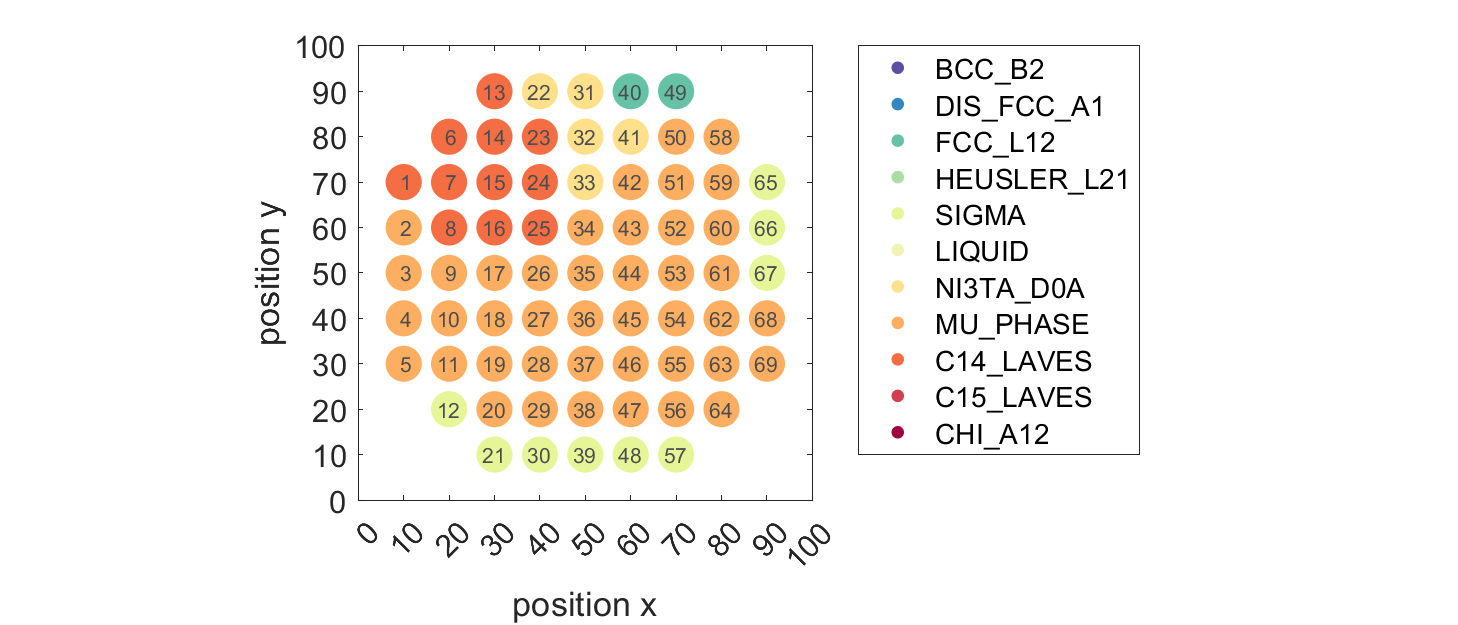 100
90
80
70
60
50
40
30
20
10
0
position y
13 22 31 40 49
6 14 23 32 41 50 58
1 7 15 24 33 42 51 59 65
2 8 16 25 34 43 52 60 66
3 9 17 26 35 44 53 61 67
4 10 18 27 36 45 54 62 68
5 11 19 28 37 46 55 63 69
12 20 29 38 47 56 64
21 30 39 48 57
0 10 20 30 40 50 60 70 80 90 100
position x
BCC_B2
DIS_FCC_A1
FCC_L12
HEUSLER_L21
SIGMA
LIQUID
NI3TA_D0A
MU_PHASE
C14_LAVES
C15_LAVES
CHI_A12